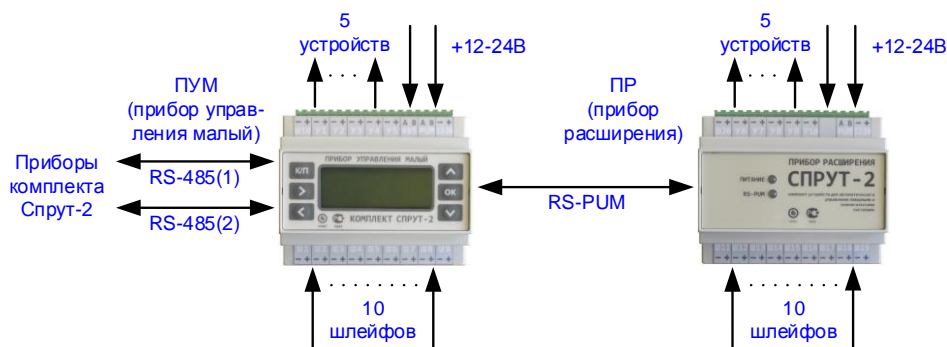 5
устройств
+12-24В
5
устройств
+12-24В
ПУМ
(прибор управ-
ления малый)
ПР
(прибор
расширения)
Приборы
комплекта
Спрут-2
RS-485(1)
RS-485(2)
RS-PUM
ПРИБОР УПРАВЛЕНИЯ МАЛЫЙ
К/П
ОК
КОМПЛЕКТ СПРУТ-2
A B A B
A B
ПРИБОР РАСШИРЕНИЯ
СПРУТ-2
ПИТАНИЕ
RS-PUM
10
шлейфов
10
шлейфов